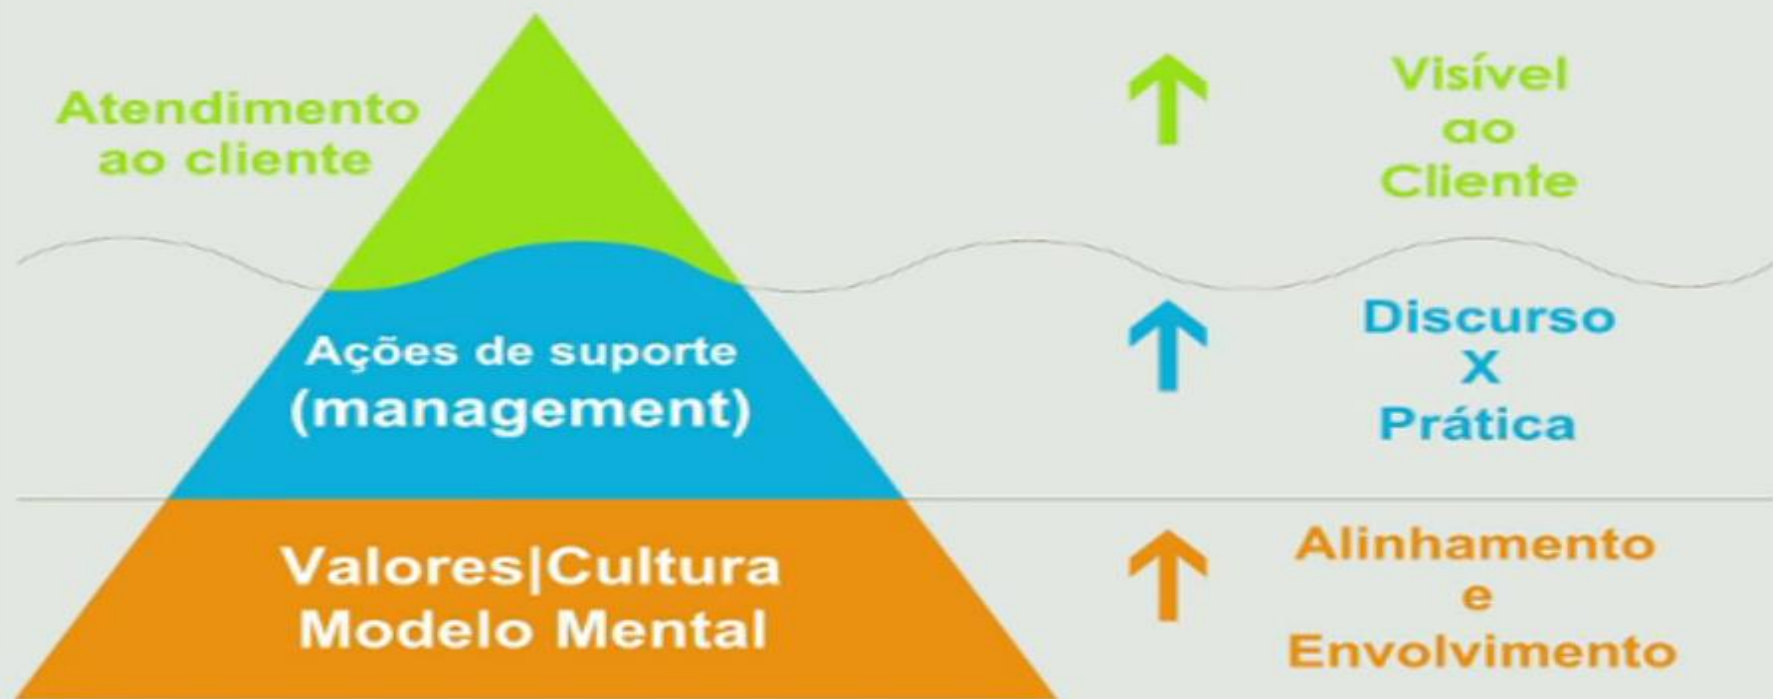 Atendimento
ao cliente
Visível
ao
Cliente
Ações de suporte
(management)
Discurso
X
Prática
Valores|Cultura
Modelo Mental
Alinhamento
e
Envolvimento